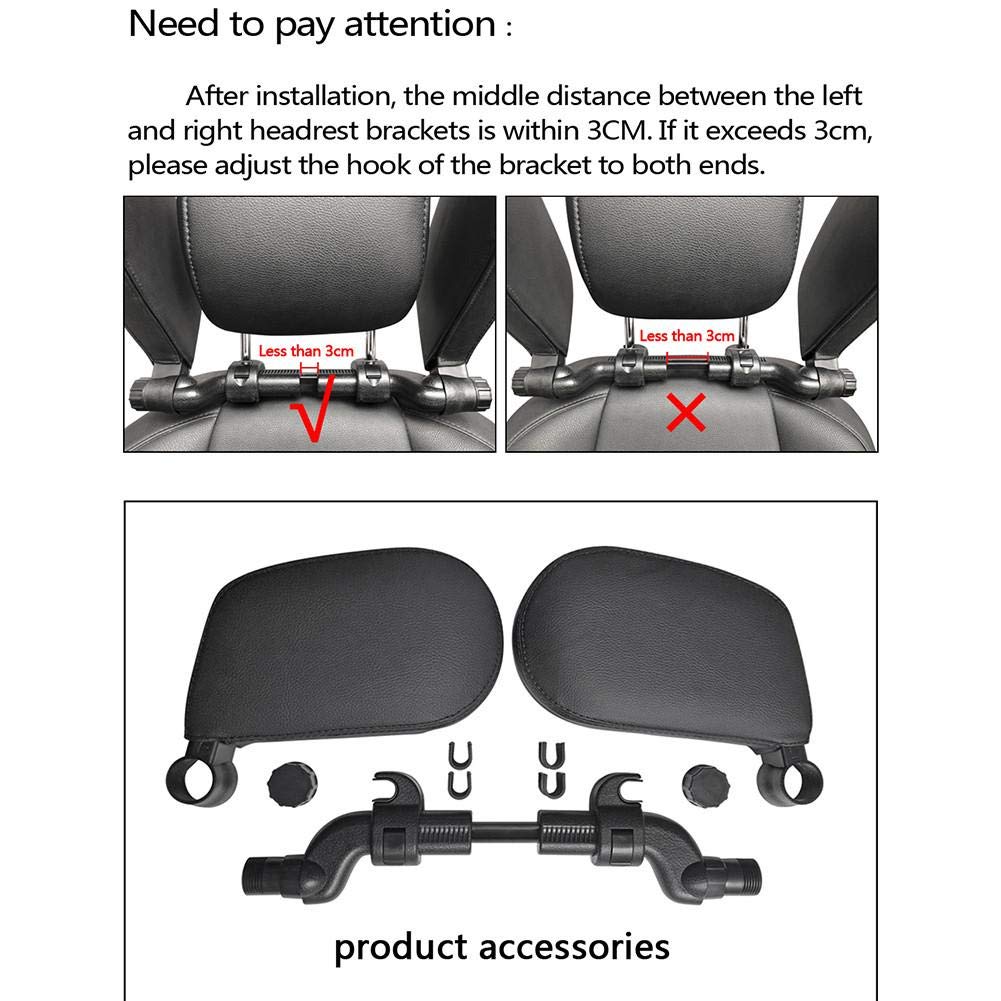 Need to pay attention :
After installation, the middle distance between the left
and right headrest brackets is within 3CM. If it exceeds 3cm,
please adjust the hook of the bracket to both ends.
Less than 3cm
Less than 3cm
product accessories